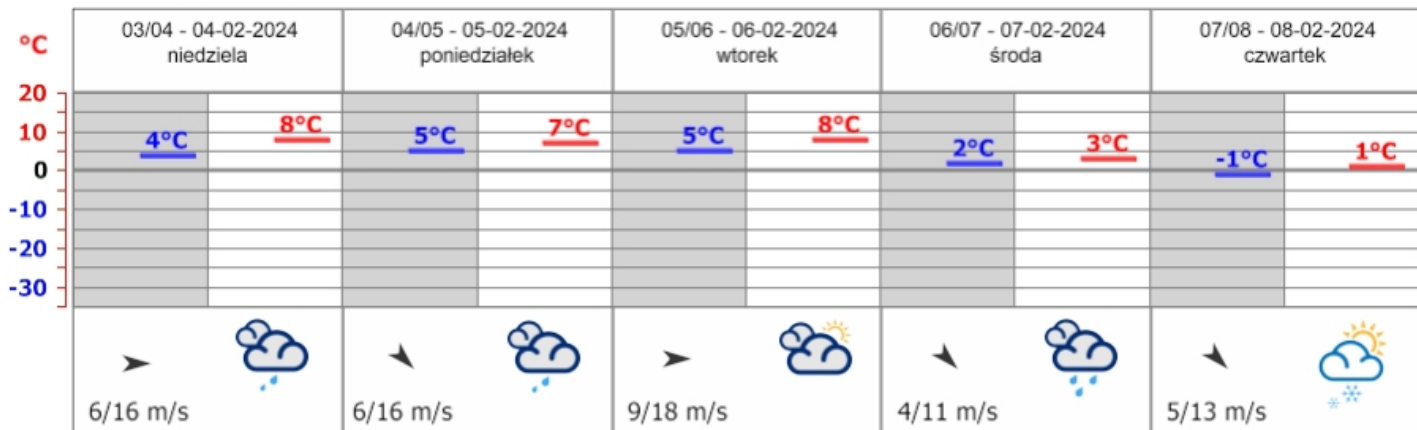 °C
03/04 - 04-02-2024
niedziela
04/05 - 05-02-2024
poniedziałek
05/06 - 06-02-2024
wtorek
06/07 - 07-02-2024
środa
07/08 - 08-02-2024
czwartek
20
10
0
-10
-20
-30
4°C
8°C
5°C
7°C
5°C
8°C
2°C
3°C
-1°C
1°C
6/16 m/s
6/16 m/s
9/18 m/s
4/11 m/s
5/13 m/s